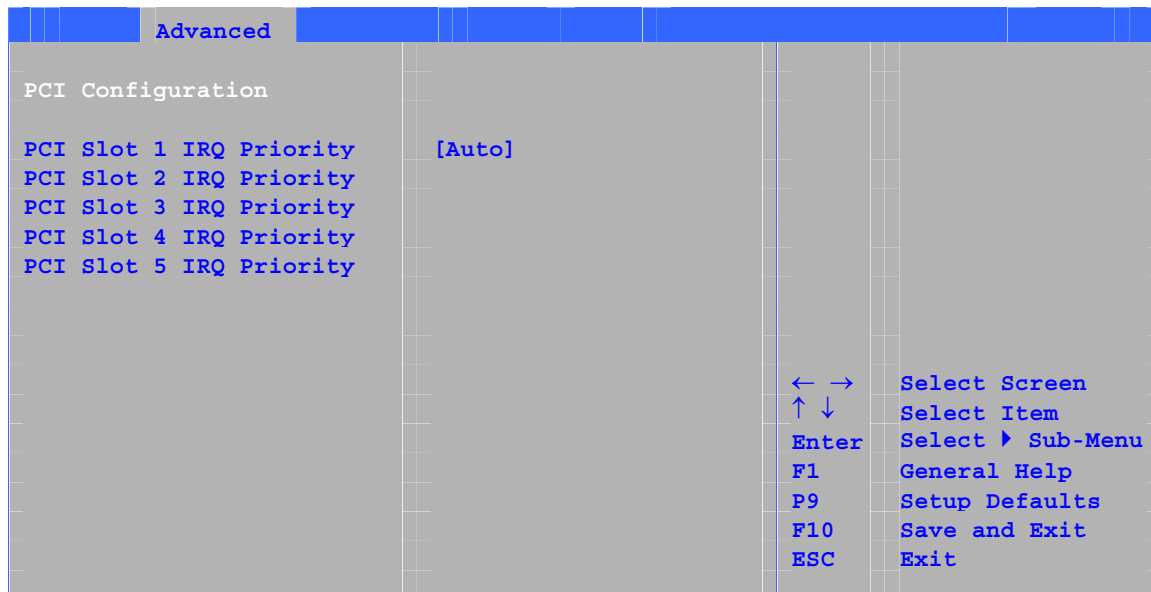 Advanced
PCI Configuration
PCI Slot 1 IRQ Priority [Auto]
PCI Slot 2 IRQ Priority
PCI Slot 3 IRQ Priority
PCI Slot 4 IRQ Priority
PCI Slot 5 IRQ Priority
← → Select Screen
↑ ↓ Select Item
Enter Select ▶ Sub-Menu
F1 General Help
P9 Setup Defaults
F10 Save and Exit
ESC Exit